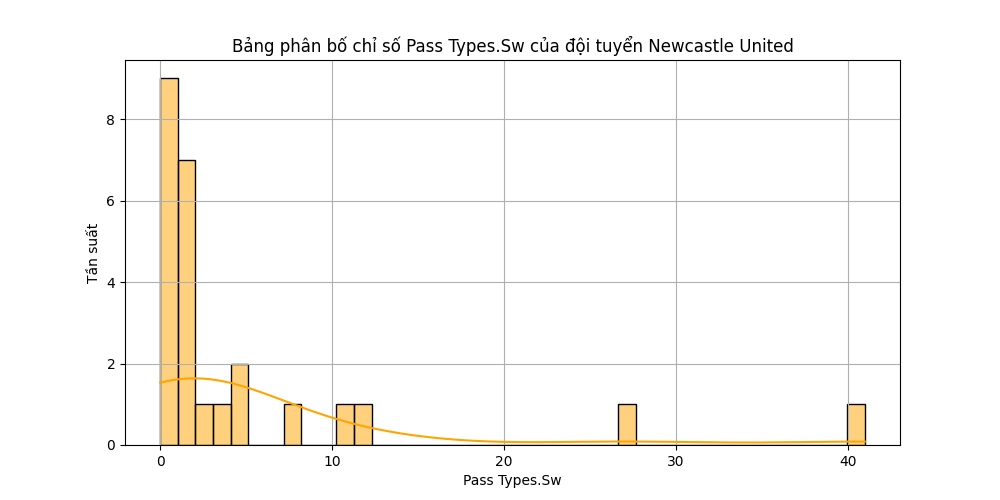 Bảng phân bố chỉ số Pass Types.Sw của đội tuyển Newcastle United
8
6
4
2
0
Tần suất
0 10 20 30 40
Pass Types.Sw